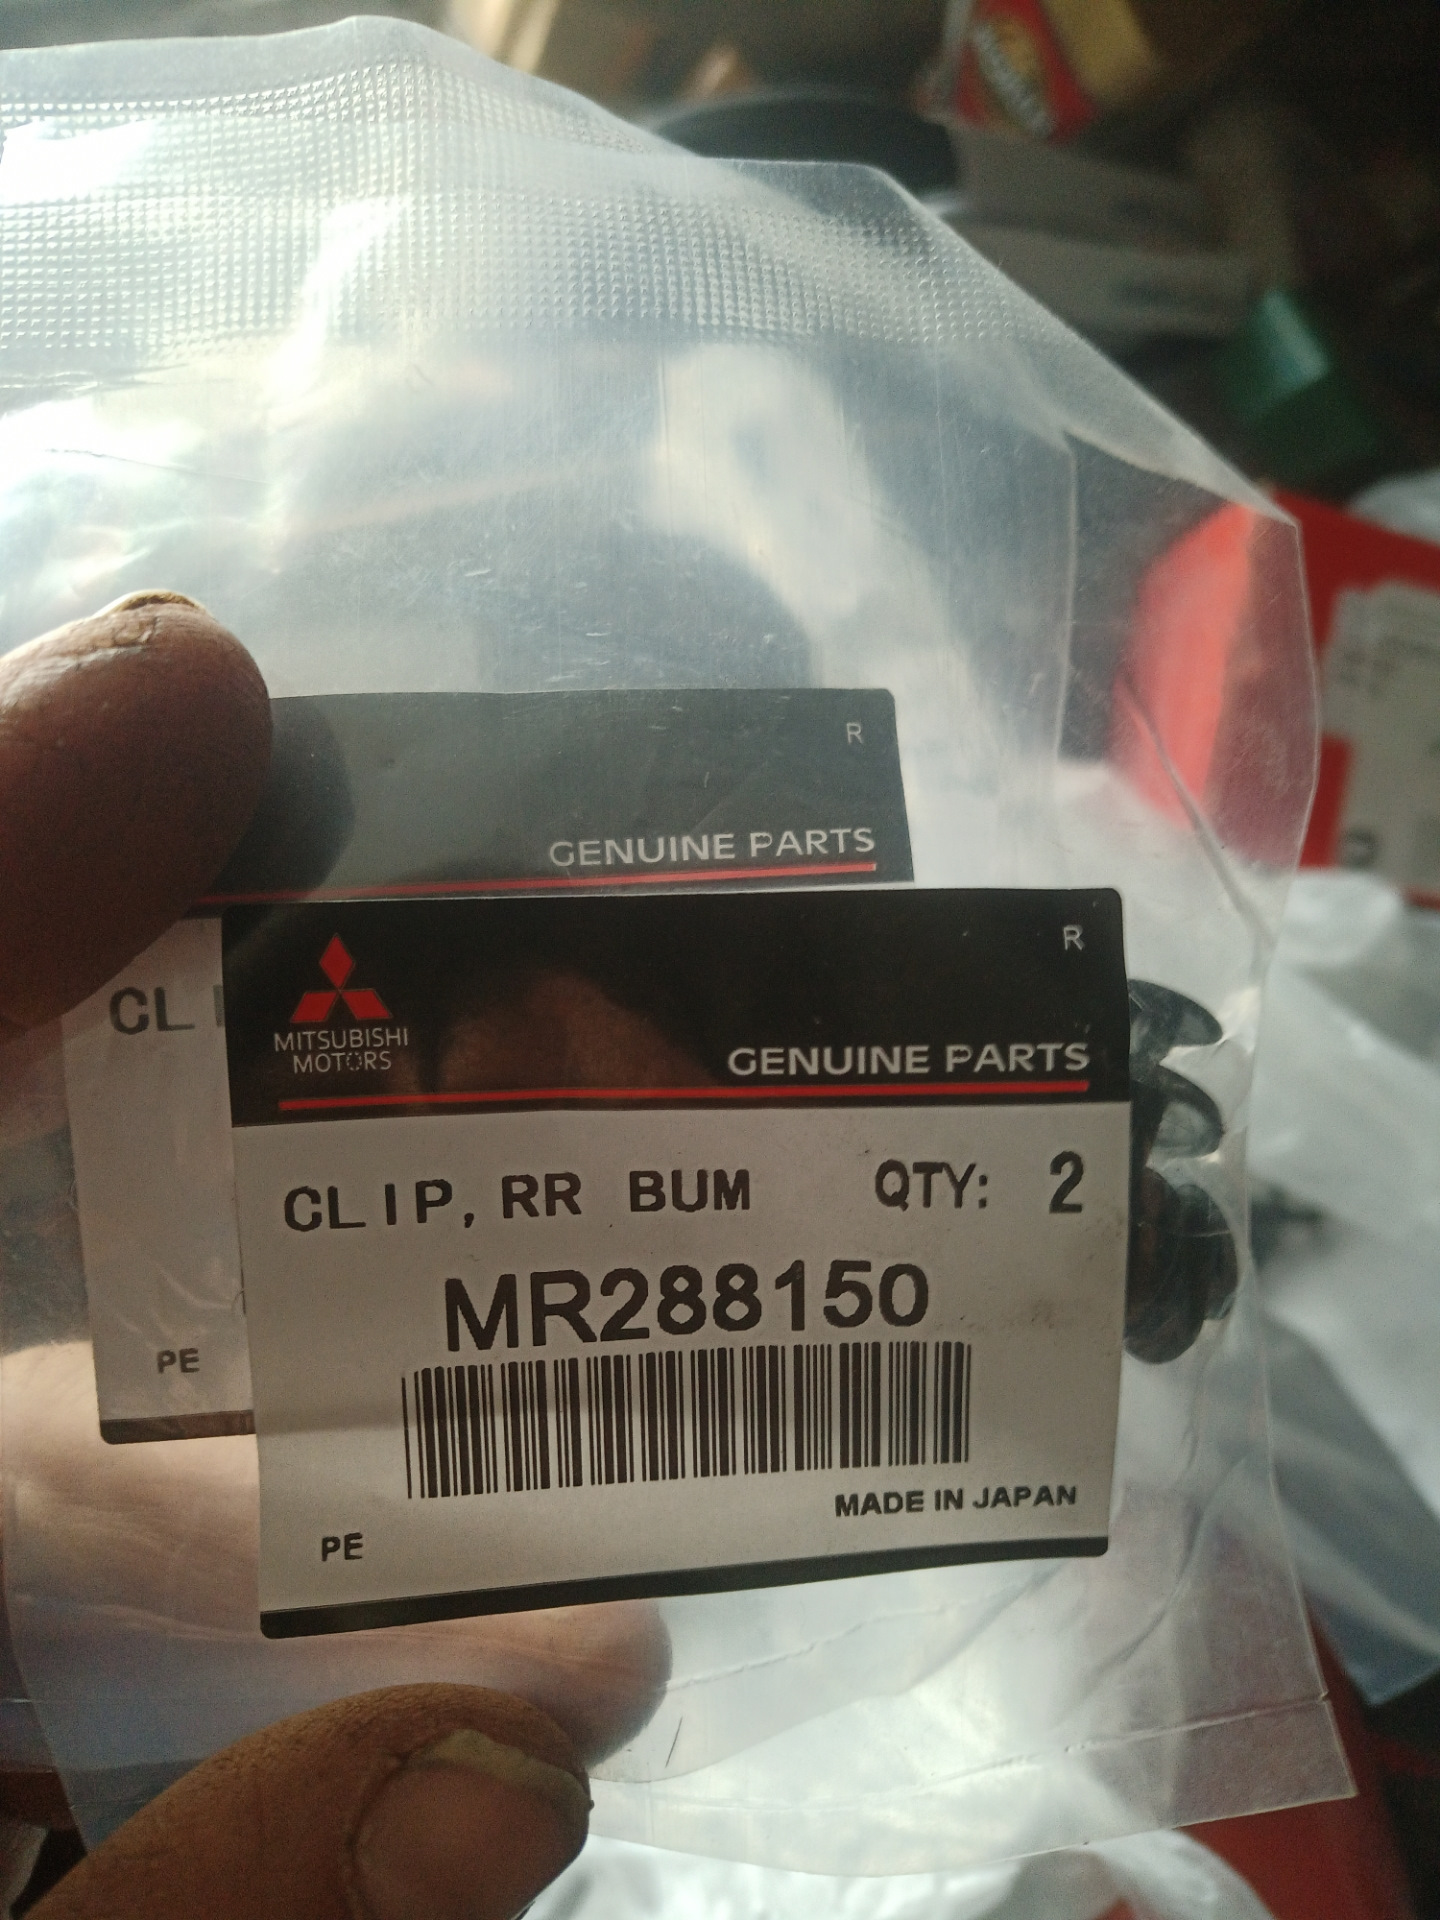 R
GENUINE PARTS
R
MITSUBISHI
MOTORS
GENUINE PARTS
CL
CLIP, RR BUM QTY: 2
MR288150
PE
MADE IN JAPAN
PE